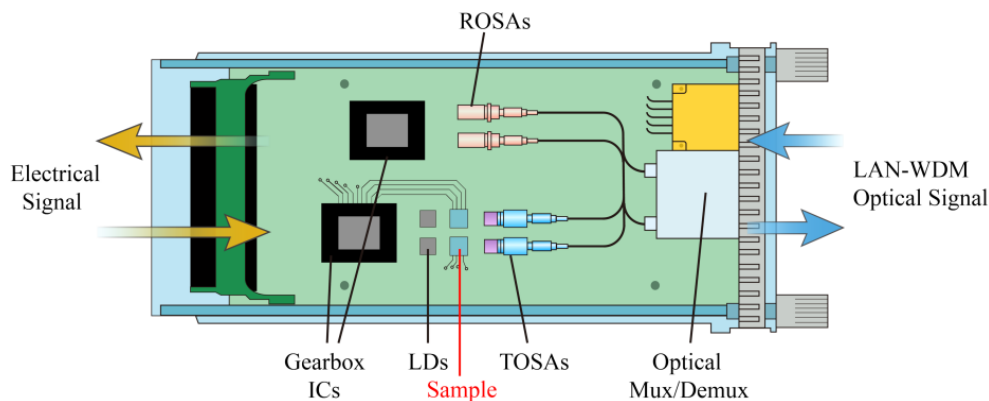 ROSAs
Electrical
Signal
LAN-WDM
Optical Signal
Gearbox
ICs
LDs
Sample
TOSAs
Optical
Mux/Demux